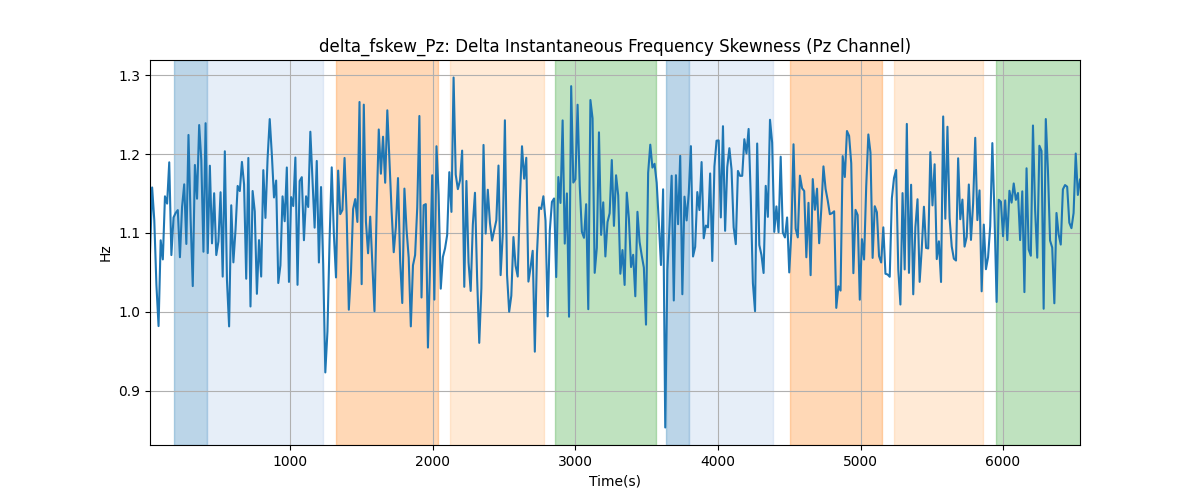 delta_fskew_Pz: Delta Instantaneous Frequency Skewness (Pz Channel)
1.3
1.2
1.1
1.0
0.9
Hz
1000 2000 3000 4000 5000 6000
Time(s)